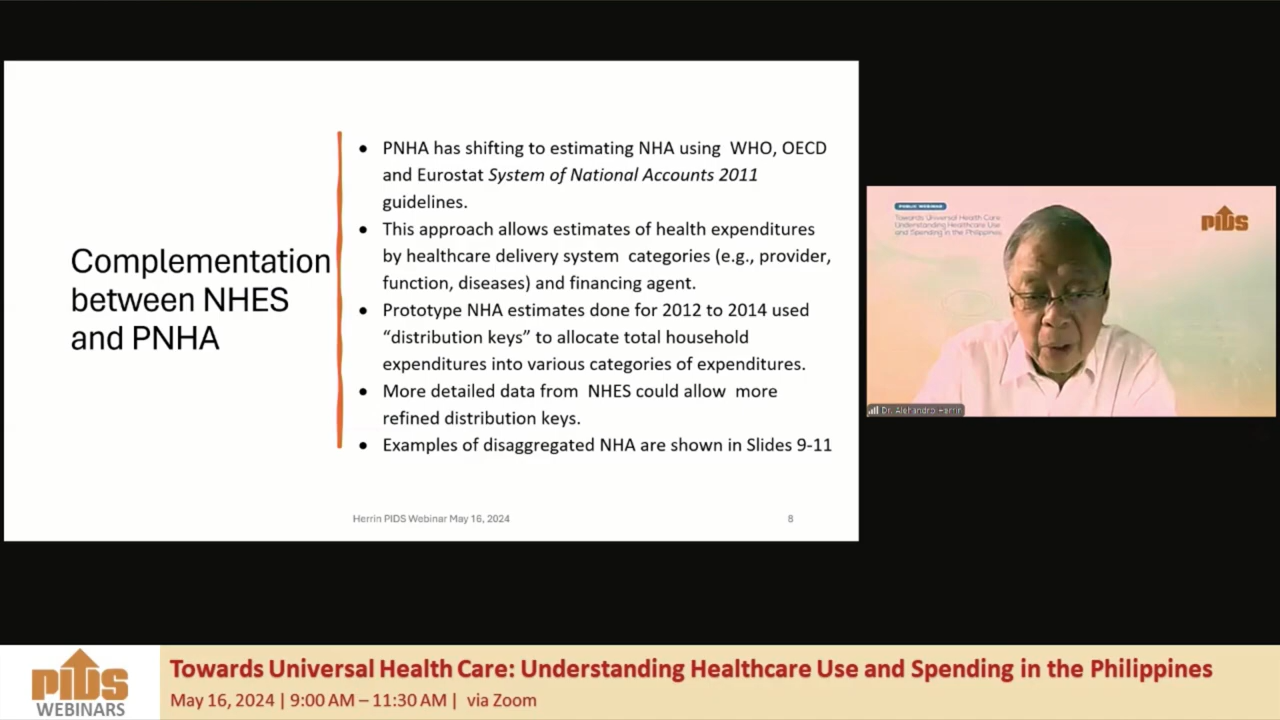 Complementation
between NHES
and PNHA
● PNHA has shifting to estimating NHA using WHO, OECD
and Eurostat System of National Accounts 2011
guidelines.
● This approach allows estimates of health expenditures
by healthcare delivery system categories (e.g., provider,
function, diseases) and financing agent.
● Prototype NHA estimates done for 2012 to 2014 used
“distribution keys” to allocate total household
expenditures into various categories of expenditures.
● More detailed data from NHES could allow more
refined distribution keys.
● Examples of disaggregated NHA are shown in Slides 9-11
Herrin PIDS Webinar May 16, 2024
8
PUBLIC WEBINAR
Towards Universal Health Care:
Understanding Healthcare Use
and Spending in the Philippines
PIDS
Dr. Alejandro Herrin
PIDS
WEBINARS
Towards Universal Health Care: Understanding Healthcare Use and Spending in the Philippines
May 16, 2024 | 9:00 AM – 11:30 AM | via Zoom